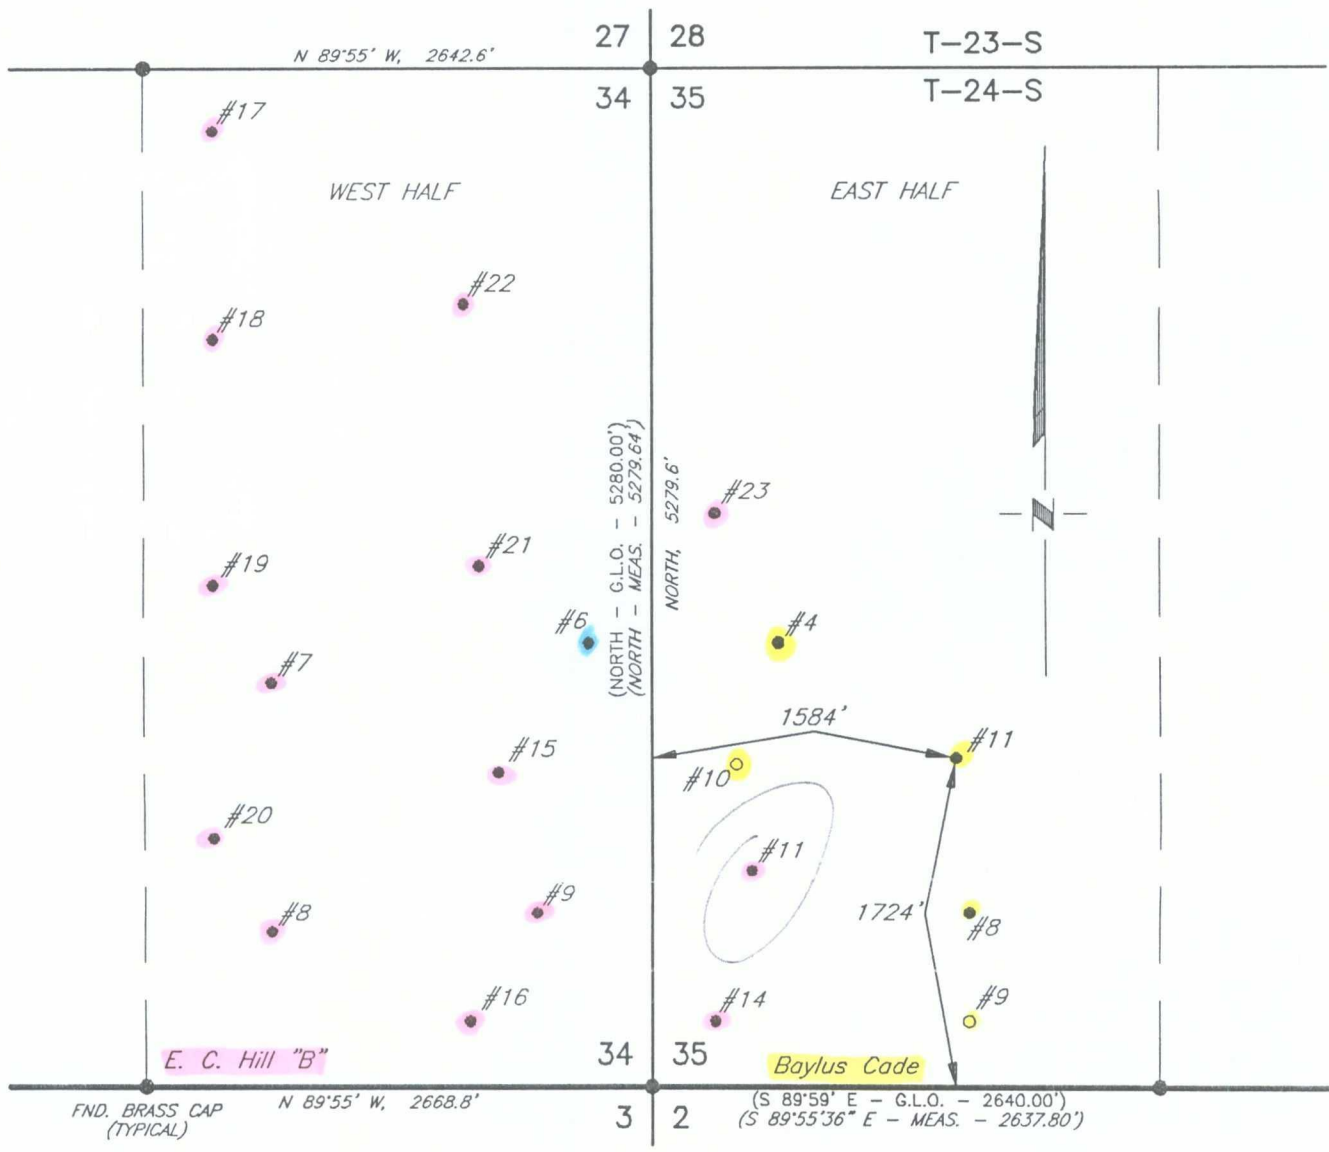 27 28
N 89°55' W, 2642.6'
T-23-S
34 35
T-24-S
#17
WEST HALF
EAST HALF
#22
#18
(NORTH - G.L.O. - 5280.00')
(NORTH - MEAS. - 5279.64')
NORTH, 5279.6'
#23
N
#21
#19
#6
#4
#7
1584'
#11
#15
#10
#20
#11
#9
1724'
#8
#8
#16
#14
#9
E. C. Hill "B"
34 35
Baylus Cade
FND. BRASS CAP
(TYPICAL)
N 89°55' W, 2668.8'
3 2
(S 89°59' E - G.L.O. - 2640.00')
(S 89°55'36" E - MEAS. - 2637.80')